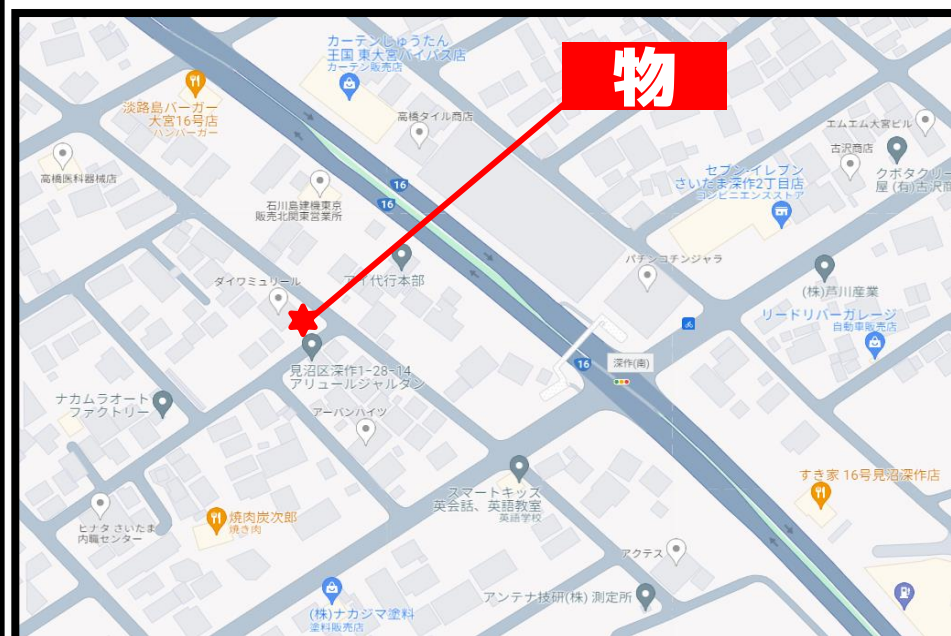 カーテンじゅうたん
王国 東大宮バイパス店
カーテン販売店
物
淡路島バーガー
大宮16号店
ハンバーガー
高橋タイル商店
エムエム大宮ビル
古沢商店
クボタクリー
屋 (有)古沢商
高橋医科器械店
セブン-イレブン
さいたま深作2丁目店
コンビニエンスストア
16
16
石川島建機東京
販売北関東営業所
パチンコチンジャラ
ダイワミュリール
代行本部
(株)芦川産業
リードリバーガレージ
自動車販売店
16
深作(南)
見沼区深作1-28-14
アリュールジャルダン
ナカムラオート
ファクトリー
アーバンハイツ
すき家 16号見沼深作店
スマートキッズ
英会話、英語教室
英語学校
ヒナタ さいたま
内職センター
焼肉炭次郎
焼き肉
アクテス
アンテナ技研(株) 測定所
(株)ナカジマ塗料
塗料販売店